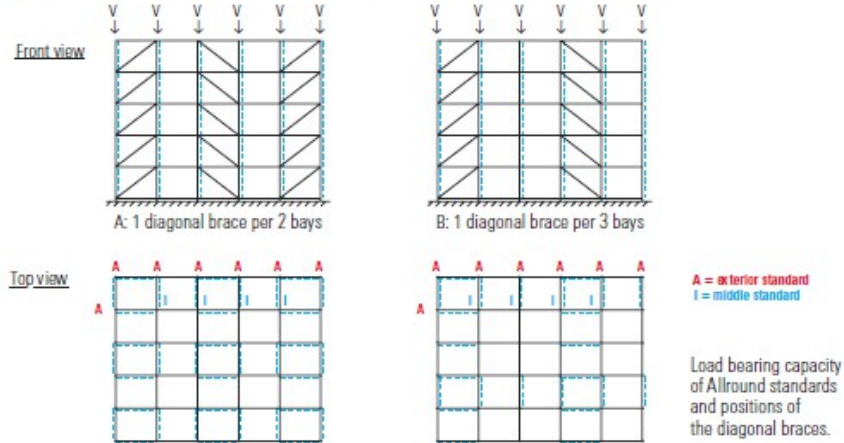 V V V V V V
V V V V V V
Front view
A: 1 diagonal brace per 2 bays
B: 1 diagonal brace per 3 bays
Top view
A A A A A A
A A A A A A
A
I I I I
A
I I I I
A = exterior standard
I = middle standard
Load bearing capacity
of Allround standards
and positions of
the diagonal braces.